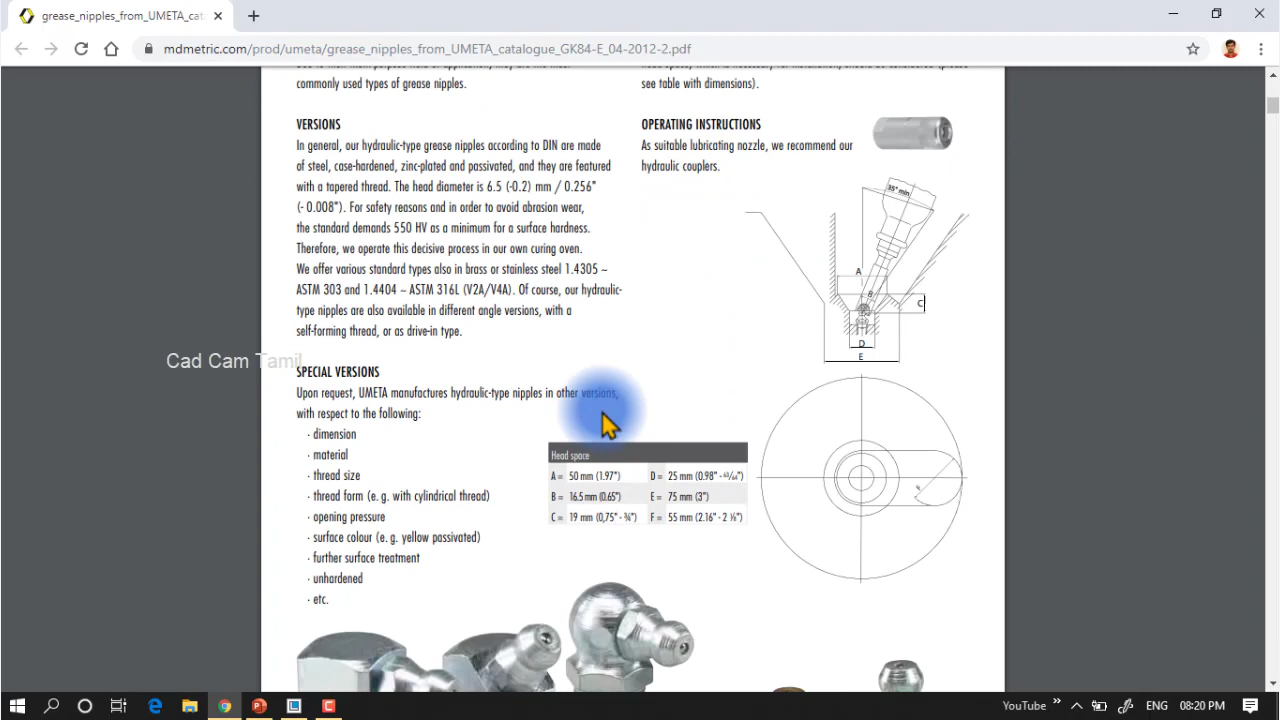 grease_nipples_from_UMETA_cat
mdmetric.com/prod/umeta/grease_nipples_from_UMETA_catalogue_GK84-E_04-2012-2.pdf
commonly used types of grease nipples.
see table with dimensions).
VERSIONS
In general, our hydraulic-type grease nipples according to DIN are made
of steel, case-hardened, zinc-plated and passivated, and they are featured
with a tapered thread. The head diameter is 6.5 (-0.2) mm / 0.256"
(- 0.008"). For safety reasons and in order to avoid abrasion wear,
the standard demands 550 HV as a minimum for a surface hardness.
Therefore, we operate this decisive process in our own curing oven.
We offer various standard types also in brass or stainless steel 1.4305 ~
ASTM 303 and 1.4404 ~ ASTM 316L (V2A/V4A). Of course, our hydraulic-
type nipples are also available in different angle versions, with a
self-forming thread, or as drive-in type.
OPERATING INSTRUCTIONS
As suitable lubricating nozzle, we recommend our
hydraulic couplers.
35° min
A
B
C
D
E
F
Cad Cam Tamil
SPECIAL VERSIONS
Upon request, UMETA manufactures hydraulic-type nipples in other versions,
with respect to the following:
· dimension
· material
· thread size
· thread form (e. g. with cylindrical thread)
· opening pressure
· surface colour (e. g. yellow passivated)
· further surface treatment
· unhardened
· etc.
Head space
A = 50 mm (1.97") D = 25 mm (0.98" - 63/64")
B = 16.5 mm (0.65") E = 75 mm (3")
C = 19 mm (0,75" - ¾") F = 55 mm (2.16" - 2 ⅛")
YouTube
ENG
08:20 PM